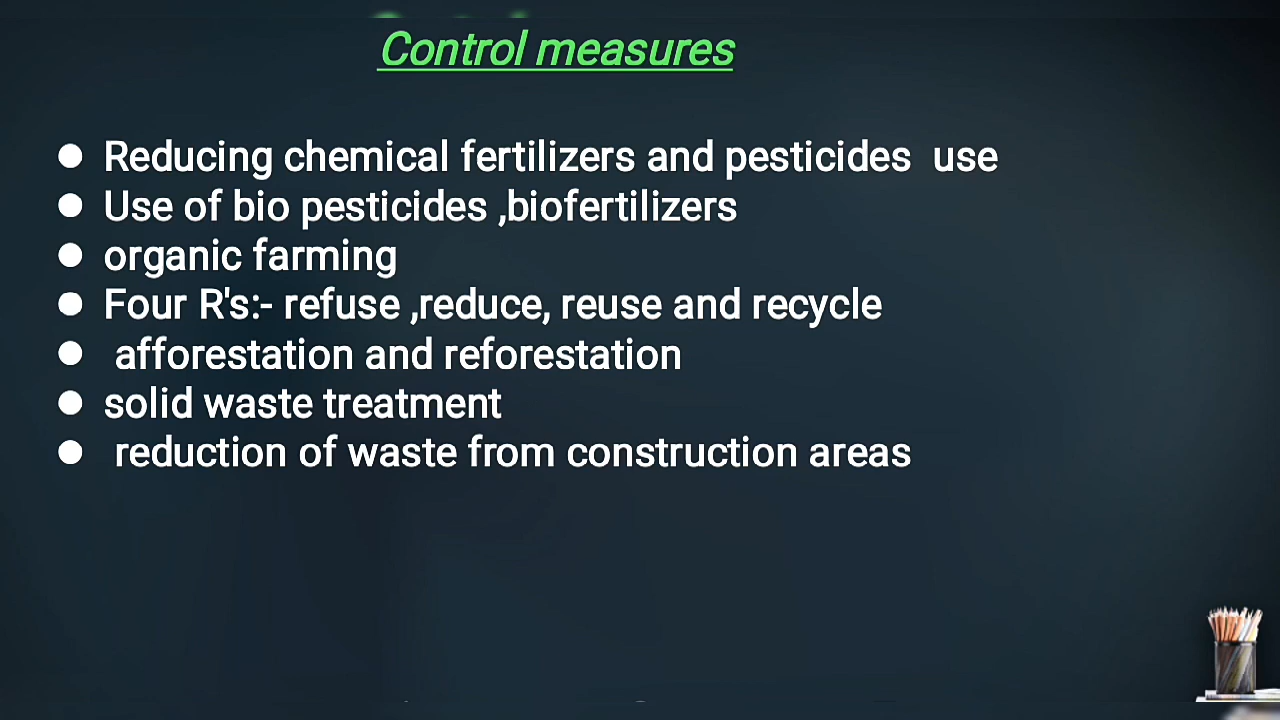 Control measures
● Reducing chemical fertilizers and pesticides  use
● Use of bio pesticides ,biofertilizers
● organic farming
● Four R's:- refuse ,reduce, reuse and recycle
●  afforestation and reforestation
● solid waste treatment
●  reduction of waste from construction areas